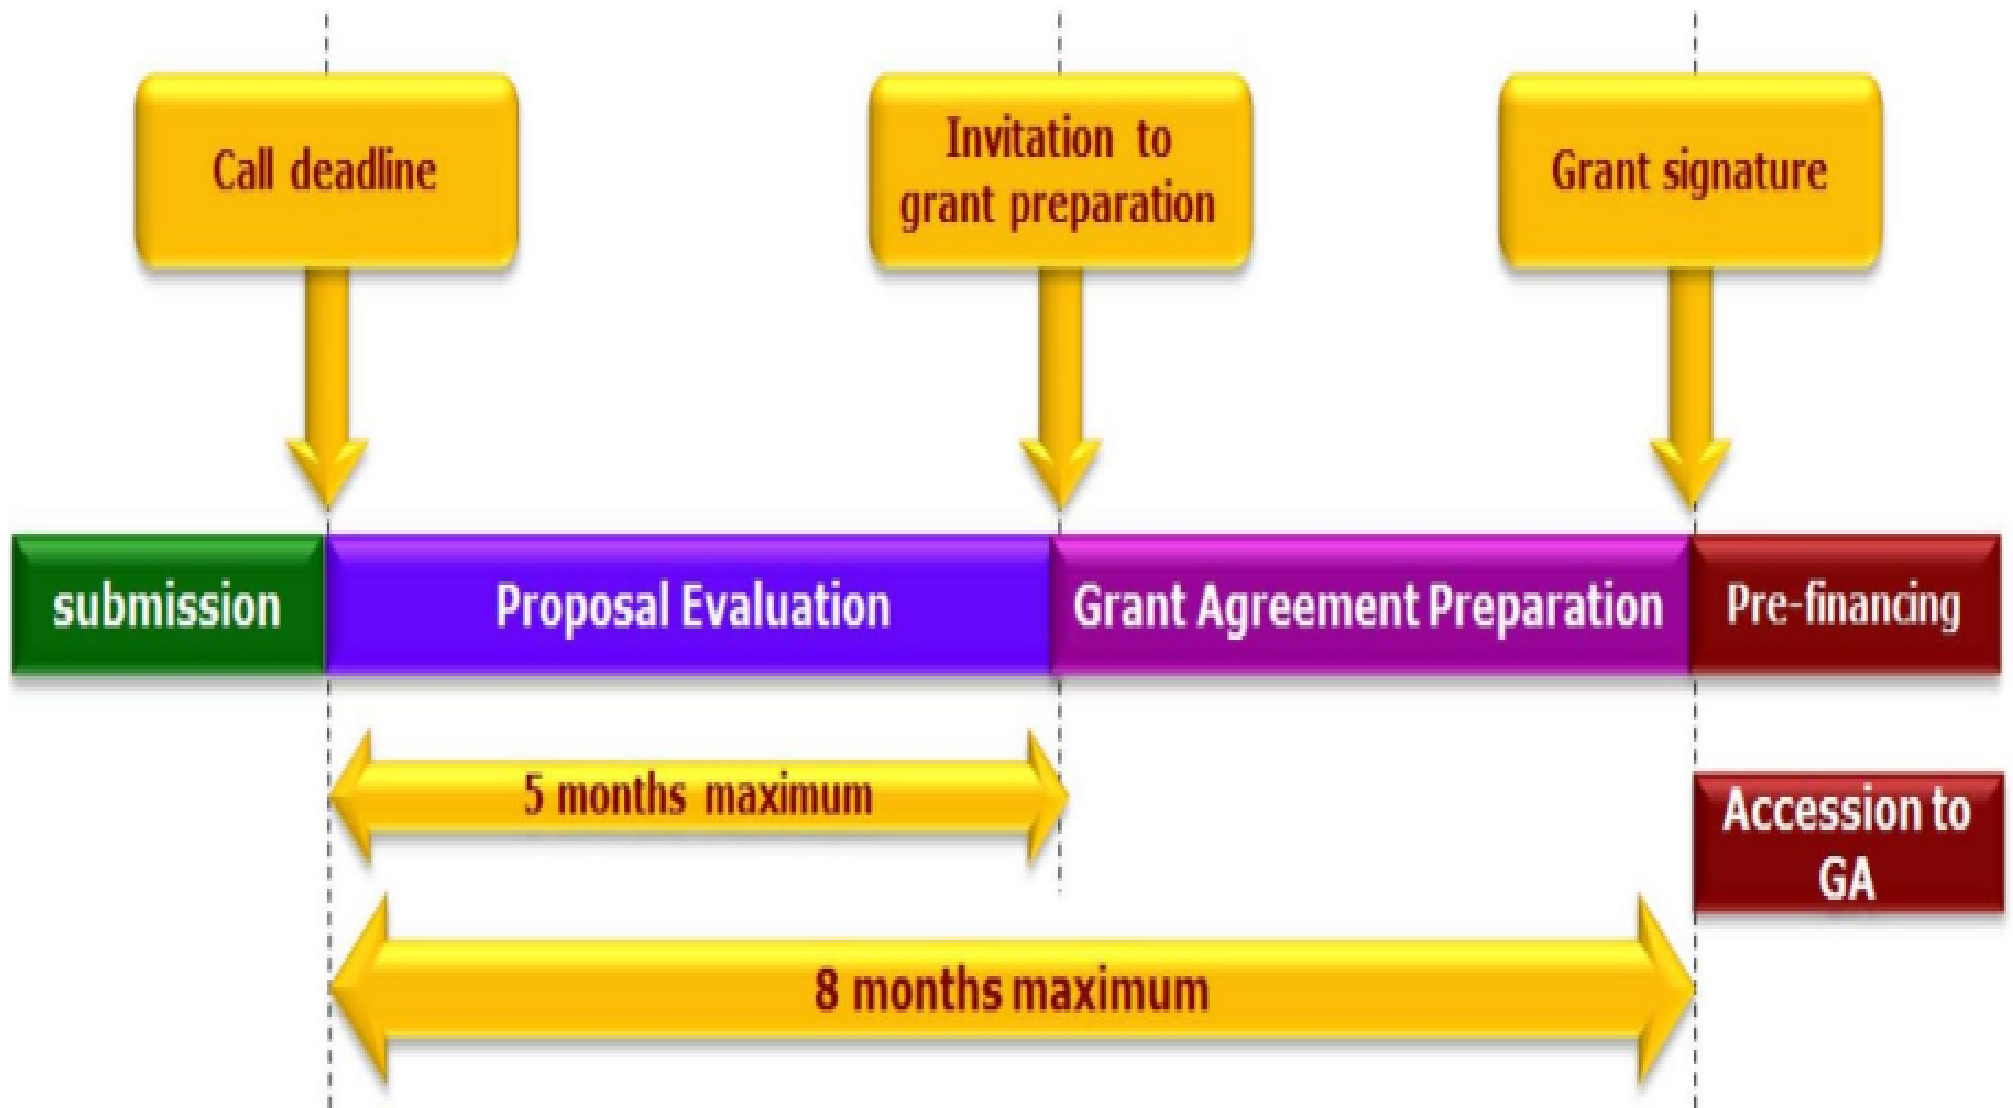 Call deadline
Invitation to
grant preparation
Grant signature
submission
Proposal Evaluation
Grant Agreement Preparation
Pre-financing
5 months maximum
Accession to
GA
8 months maximum